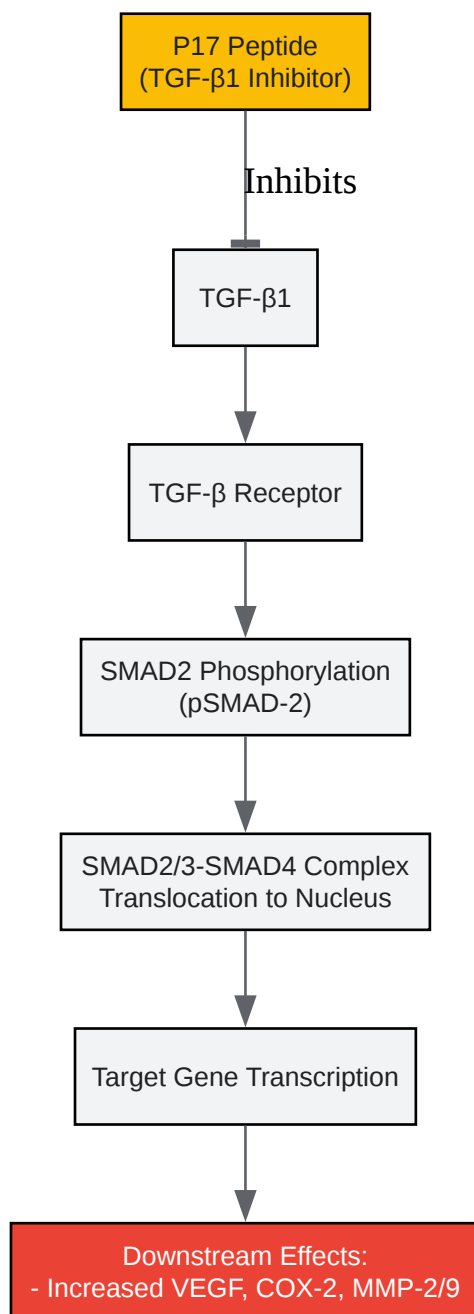 P17 Peptide
(TGF-β1 Inhibitor)
Inhibits
TGF-β1
TGF-β Receptor
SMAD2 Phosphorylation
(pSMAD-2)
SMAD2/3-SMAD4 Complex
Translocation to Nucleus
Target Gene Transcription
Downstream Effects:
- Increased VEGF, COX-2, MMP-2/9